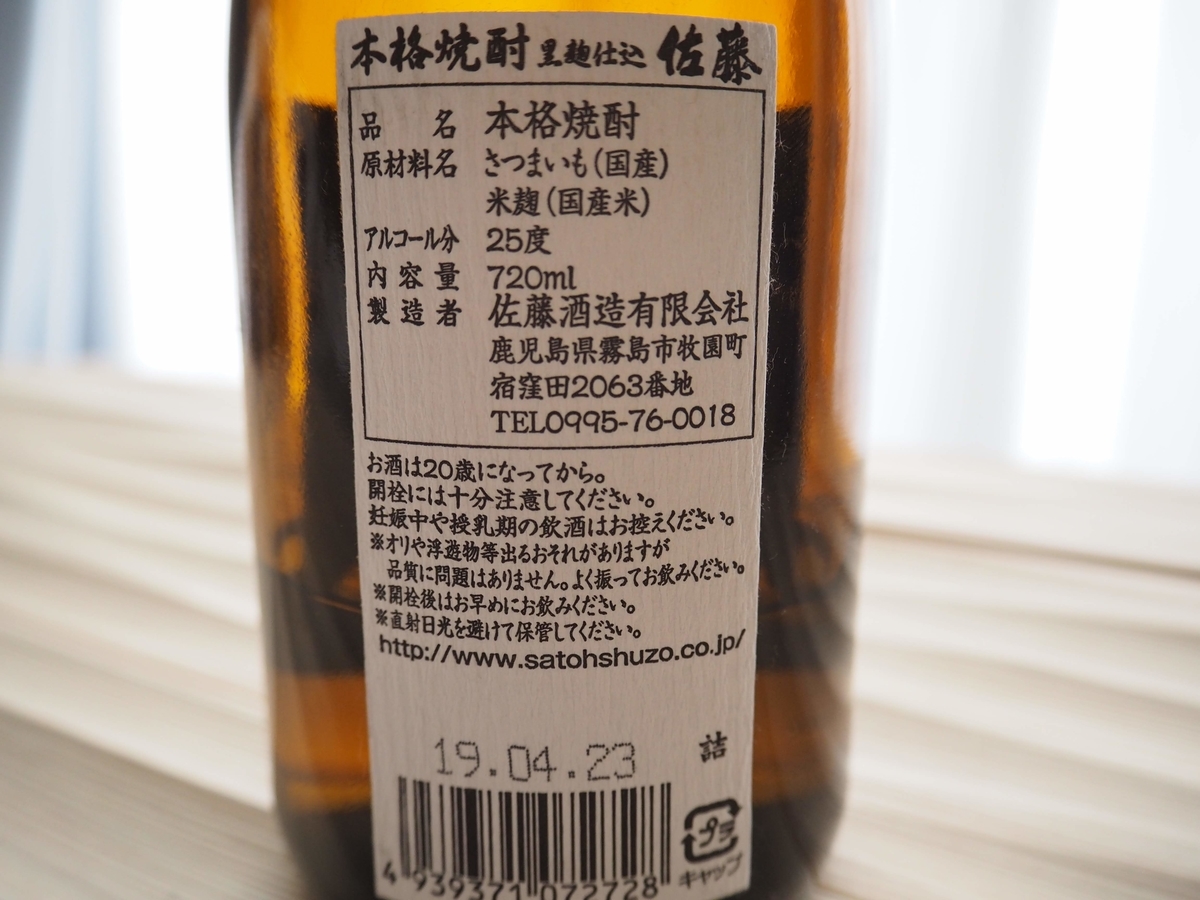 本格焼酎 黒麹仕込 佐藤
品名 本格焼酎
原材料名 さつまいも(国産)
米麹(国産米)
アルコール分 25度
内容量 720ml
製造者 佐藤酒造有限会社
鹿児島県霧島市牧園町
宿窪田2063番地
TEL0995-76-0018
お酒は20歳になってから。
開栓には十分注意してください。
妊娠中や授乳期の飲酒はお控えください。
※オリや浮遊物等出るおそれがありますが
品質に問題はありません。よく振ってお飲みください。
※開栓後はお早めにお飲みください。
※直射日光を避けて保管してください。
http://www.satohshuzo.co.jp/
19.04.23 詰
プラ
キャップ
4 939371 072728